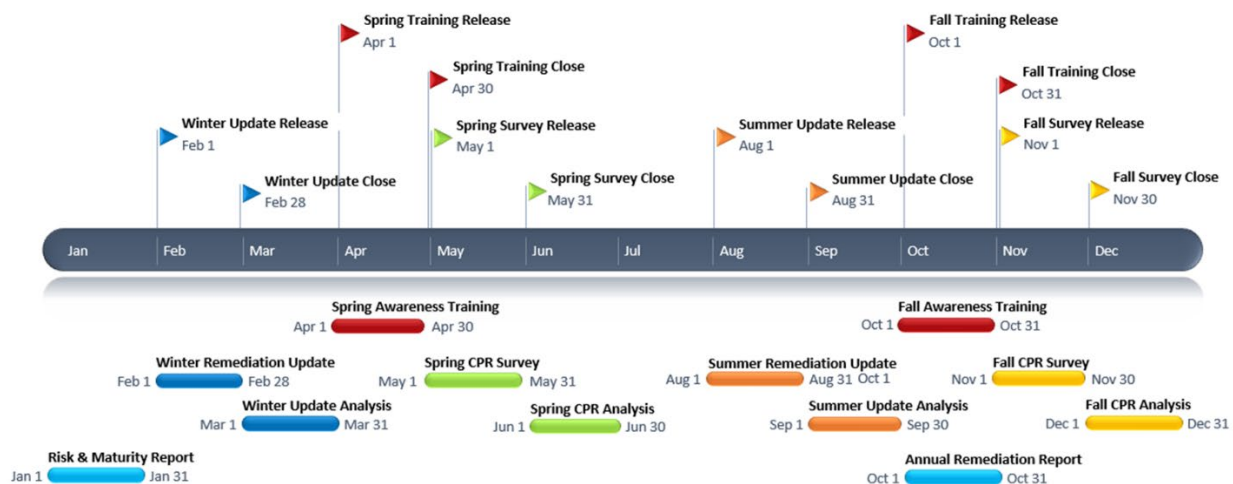 Spring Training Release
Apr 1
Fall Training Release
Oct 1
Spring Training Close
Apr 30
Fall Training Close
Oct 31
Winter Update Release
Feb 1
Spring Survey Release
May 1
Summer Update Release
Aug 1
Fall Survey Release
Nov 1
Winter Update Close
Feb 28
Spring Survey Close
May 31
Summer Update Close
Aug 31
Fall Survey Close
Nov 30
Jan Feb Mar Apr May Jun Jul Aug Sep Oct Nov Dec
Spring Awareness Training
Apr 1 Apr 30
Fall Awareness Training
Oct 1 Oct 31
Winter Remediation Update
Feb 1 Feb 28
Spring CPR Survey
May 1 May 31
Summer Remediation Update
Aug 1 Aug 31 Oct 1
Fall CPR Survey
Nov 1 Nov 30
Winter Update Analysis
Mar 1 Mar 31
Spring CPR Analysis
Jun 1 Jun 30
Summer Update Analysis
Sep 1 Sep 30
Fall CPR Analysis
Dec 1 Dec 31
Risk & Maturity Report
Jan 1 Jan 31
Annual Remediation Report
Oct 1 Oct 31